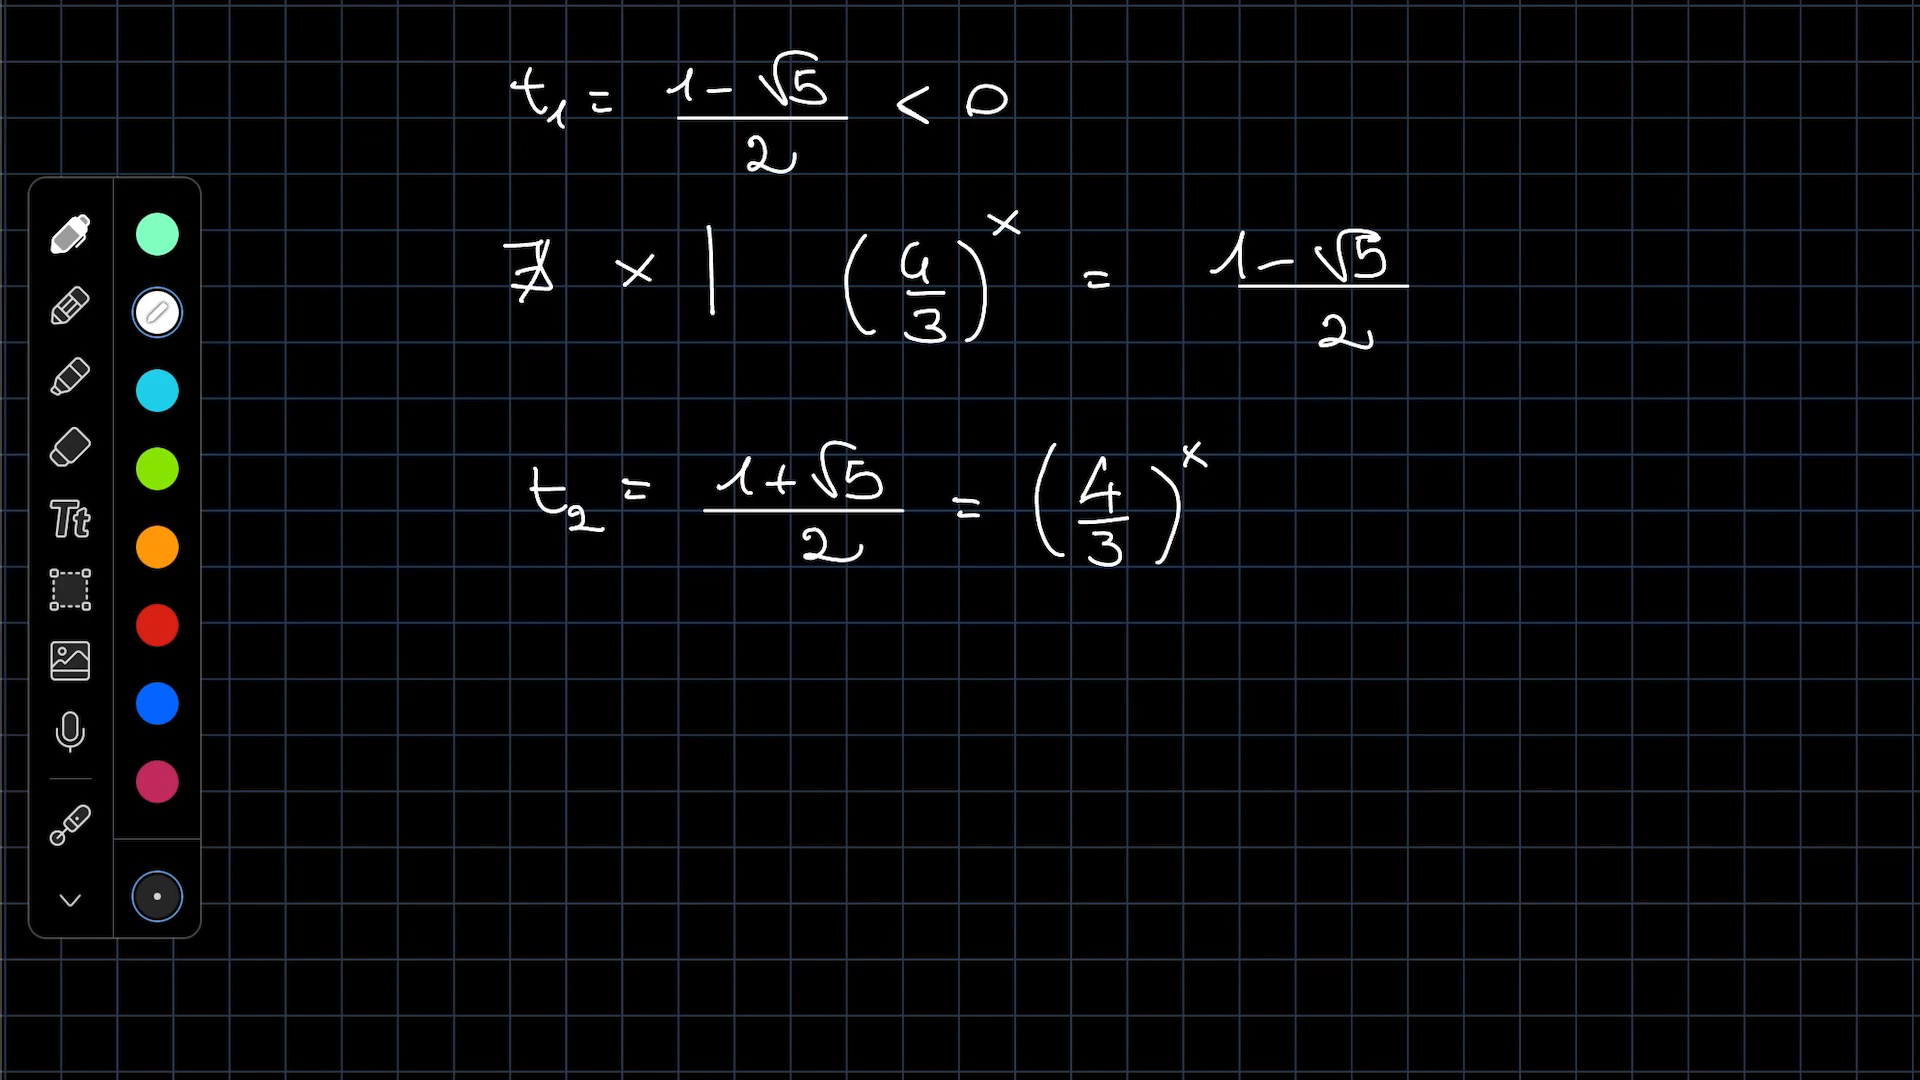 t₁ = (1 - √5)/2 < 0
∄ x | (4/3)^x = (1 - √5)/2
t₂ = (1 + √5)/2 = (4/3)^x
Tt